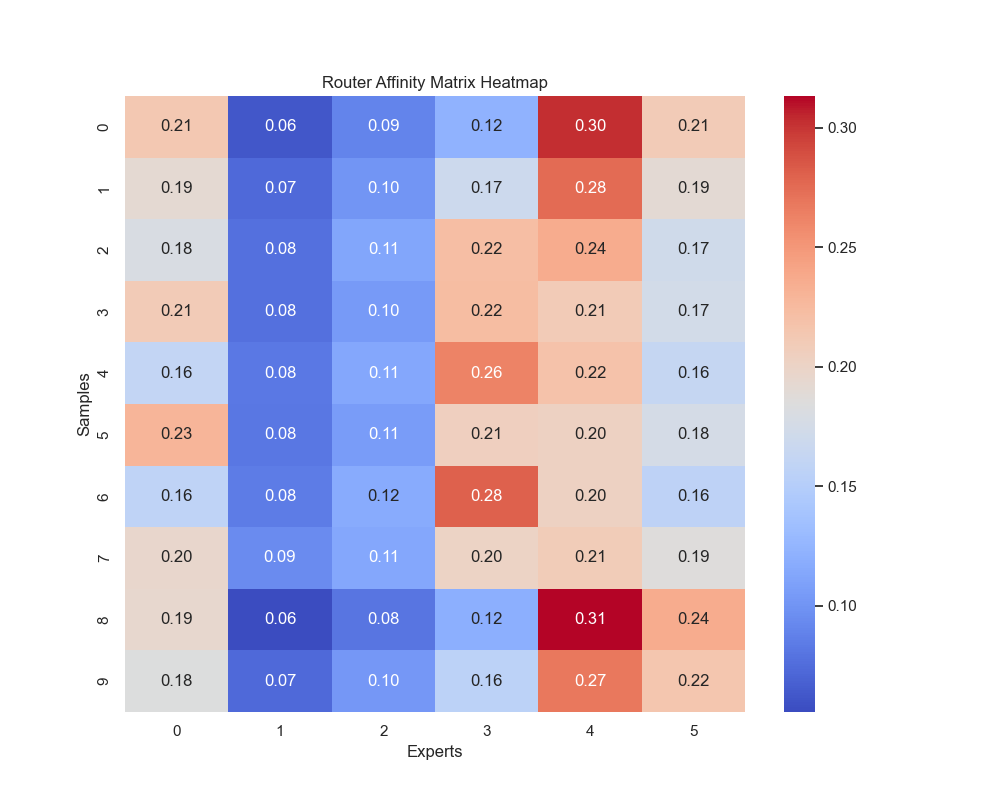 Router Affinity Matrix Heatmap
0 0.21 0.06 0.09 0.12 0.30 0.21
1 0.19 0.07 0.10 0.17 0.28 0.19
2 0.18 0.08 0.11 0.22 0.24 0.17
3 0.21 0.08 0.10 0.22 0.21 0.17
4 0.16 0.08 0.11 0.26 0.22 0.16
5 0.23 0.08 0.11 0.21 0.20 0.18
6 0.16 0.08 0.12 0.28 0.20 0.16
7 0.20 0.09 0.11 0.20 0.21 0.19
8 0.19 0.06 0.08 0.12 0.31 0.24
9 0.18 0.07 0.10 0.16 0.27 0.22
0 1 2 3 4 5
Experts
Samples
0.30
0.25
0.20
0.15
0.10